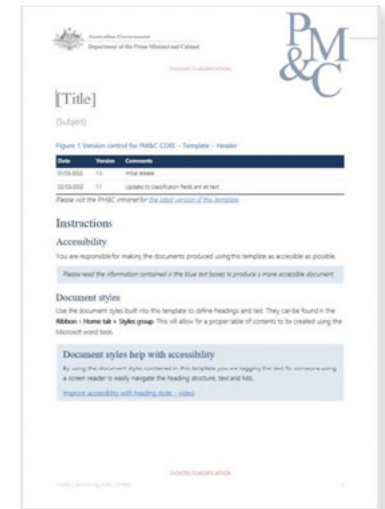 Australian Government
Department of the Prime Minister and Cabinet
PM
&C
CHOOSE CLASSIFICATION
[Title]
[Subject]
Figure 1 Version control for PM&C CORE – Template – Header
Date Version Comments
01/03/2022 1.0 Initial release
22/03/2022 1.1 Updates to classification fields and alt text
Please visit the PM&C intranet for the latest version of this template.
Instructions
Accessibility
You are responsible for making the documents produced using this template as accessible as possible.
Please read the information contained in the blue text boxes to produce a more accessible document.
Document styles
Use the document styles built into this template to define headings and text. They can be found in the
Ribbon > Home tab > Styles group. This will allow for a proper table of contents to be created using the
Microsoft word tools.
Document styles help with accessibility
By using the document styles contained in this template you are tagging the text for someone using
a screen reader to easily navigate the heading structure, text and lists.
Improve accessibility with heading styles – video
CHOOSE CLASSIFICATION